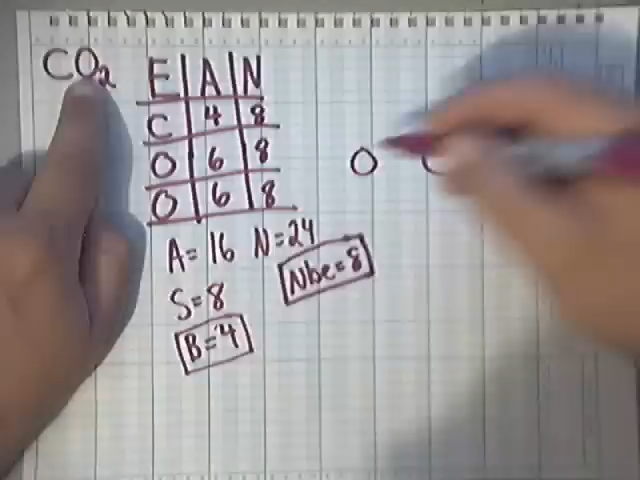 CO2
E A N
C 4 8
O 6 8
O 6 8
A=16 N=24
S=8
Nbe=8
B=4
O